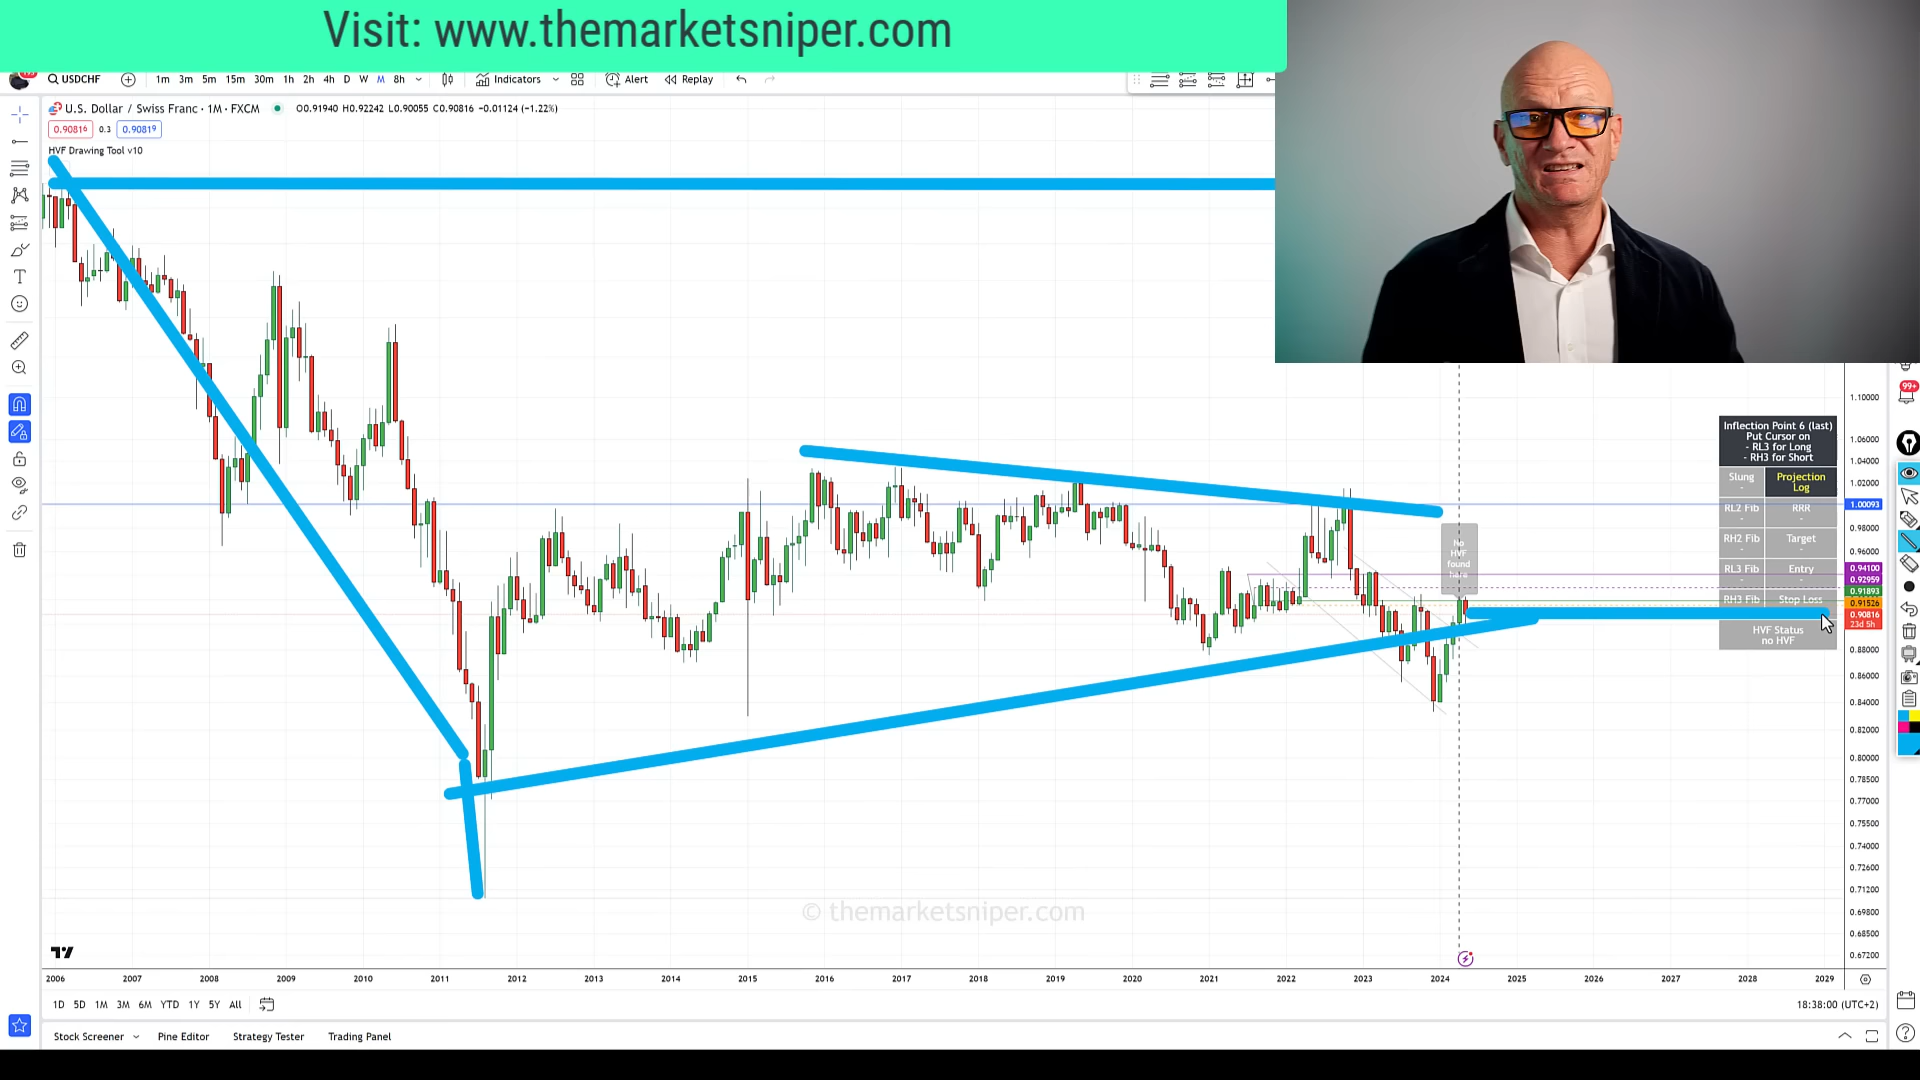 Visit: www.themarketsniper.com
USDCHF 1m 3m 5m 15m 30m 1h 2h 4h D W M 8h Indicators Alert Replay
U.S. Dollar / Swiss Franc · 1M · FXCM O0.91940 H0.92242 L0.90055 C0.90816 −0.01124 (−1.22%)
0.90816 0.3 0.90819
HVF Drawing Tool v10
99+
1.10000
1.06000
1.04000
1.02000
1.00093
0.98000
0.96000
0.94100
0.92959
0.91893
0.91526
0.90816
23d 5h
0.88000
0.86000
0.84000
0.82000
0.80000
0.78500
0.77000
0.75500
0.74000
0.72600
0.71200
0.69800
0.68500
0.67200
Inflection Point 6 (last)
Put Cursor on
- RL3 for Long
- RH3 for Short
Slung
-
Projection
Log
RL2 Fib
-
RRR
-
RH2 Fib
-
Target
-
RL3 Fib
-
Entry
-
RH3 Fib
Stop Loss
HVF Status
no HVF
No
HVF
found
here
© themarketsniper.com
2006 2007 2008 2009 2010 2011 2012 2013 2014 2015 2016 2017 2018 2019 2020 2021 2022 2023 2024 2025 2026 2027 2028 2029
1D 5D 1M 3M 6M YTD 1Y 5Y All
18:38:00 (UTC+2)
Stock Screener Pine Editor Strategy Tester Trading Panel